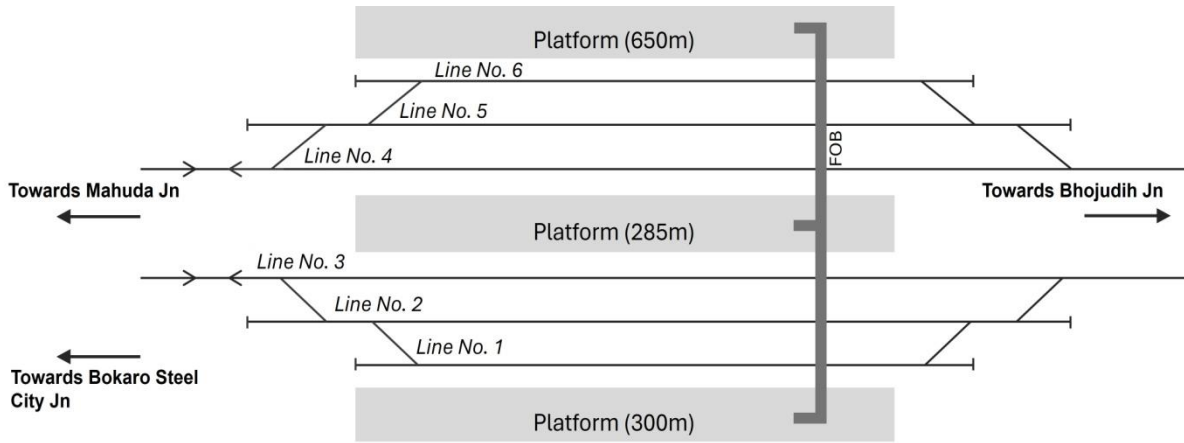 Platform (650m)
Line No. 6
Line No. 5
FOB
Line No. 4
Towards Mahuda Jn
Towards Bhojudih Jn
Platform (285m)
Line No. 3
Line No. 2
Line No. 1
Towards Bokaro Steel
City Jn
Platform (300m)